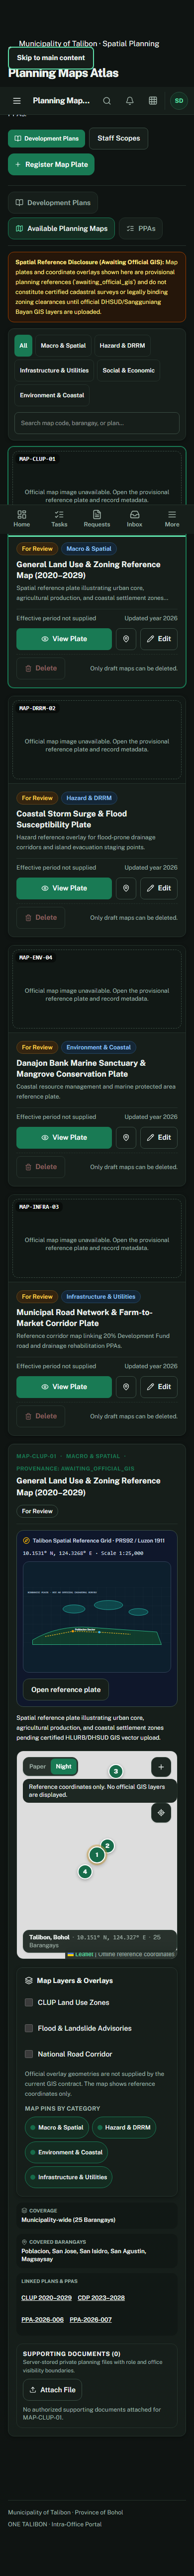 Municipality of Talibon · Spatial Planning
Skip to main content
Planning Maps Atlas
Planning Map...
SD
PPAs.
Development Plans
Staff Scopes
Register Map Plate
Development Plans
Available Planning Maps
PPAs
Spatial Reference Disclosure (Awaiting Official GIS): Map
plates and coordinate overlays shown here are provisional
planning references ('awaiting_official_gis') and do not
constitute certified cadastral survey or legally binding
zoning clearances until official DHSUD/Sangguniang
Bayan GIS layers are uploaded.
All
Macro & Spatial
Hazard & DRRM
Infrastructure & Utilities
Social & Economic
Environment & Coastal
Search map code, barangay, or plan...
MAP-CLUP-01
Official map image unavailable. Open the provisional
reference plate and record metadata.
Home
Tasks
Requests
Inbox
More
For Review
Macro & Spatial
General Land Use & Zoning Reference
Map (2020–2029)
Spatial reference plate illustrating urban core,
agricultural production, and coastal settlement zones...
Effective period not supplied
Updated year 2026
View Plate
Edit
Delete
Only draft maps can be deleted.
MAP-DRRM-02
Official map image unavailable. Open the provisional
reference plate and record metadata.
For Review
Hazard & DRRM
Coastal Storm Surge & Flood
Susceptibility Plate
Hazard reference overlay for flood-prone drainage
corridors and island evacuation staging points.
Effective period not supplied
Updated year 2026
View Plate
Edit
Delete
Only draft maps can be deleted.
MAP-ENV-04
Official map image unavailable. Open the provisional
reference plate and record metadata.
For Review
Environment & Coastal
Danajon Bank Marine Sanctuary &
Mangrove Conservation Plate
Coastal resource management and marine protected area
reference plate.
Effective period not supplied
Updated year 2026
View Plate
Edit
Delete
Only draft maps can be deleted.
MAP-INFRA-03
Official map image unavailable. Open the provisional
reference plate and record metadata.
For Review
Infrastructure & Utilities
Municipal Road Network & Farm-to-
Market Corridor Plate
Reference corridor map linking 20% Development Fund
road and drainage rehabilitation PPAs.
Effective period not supplied
Updated year 2026
View Plate
Edit
Delete
Only draft maps can be deleted.
MAP-CLUP-01 · MACRO & SPATIAL ·
PROVENANCE: AWAITING_OFFICIAL_GIS
General Land Use & Zoning Reference
Map (2020–2029)
For Review
Talibon Spatial Reference Grid · PRS92 / Luzon 1911
10.1531° N, 124.3268° E · Scale 1:25,000
Open reference plate
Spatial reference plate illustrating urban core,
agricultural production, and coastal settlement zones
pending certified HLURB/DHSUD GIS vector upload.
Paper
Night
Reference coordinates only. No official GIS layers
are displayed.
3
2
1
4
Talibon, Bohol · 10.151° N, 124.327° E · 25
Barangays
Leaflet | Offline reference coordinates
Map Layers & Overlays
CLUP Land Use Zones
Flood & Landslide Advisories
National Road Corridor
Official overlay geometries are not supplied by the
current GIS contract. The map shows reference
coordinates only.
MAP PINS BY CATEGORY
Macro & Spatial
Hazard & DRRM
Environment & Coastal
Infrastructure & Utilities
COVERAGE
Municipality-wide (25 Barangays)
COVERED BARANGAYS
Poblacion, San Jose, San Isidro, San Agustin,
Magsaysay
LINKED PLANS & PPAS
CLUP 2020–2029
CDP 2023–2028
PPA-2026-006
PPA-2026-007
SUPPORTING DOCUMENTS (0)
Server-stored private planning files with role and office
visibility boundaries.
Attach File
No authorized supporting documents attached for
MAP-CLUP-01.
Municipality of Talibon · Province of Bohol
ONE TALIBON · Intra-Office Portal